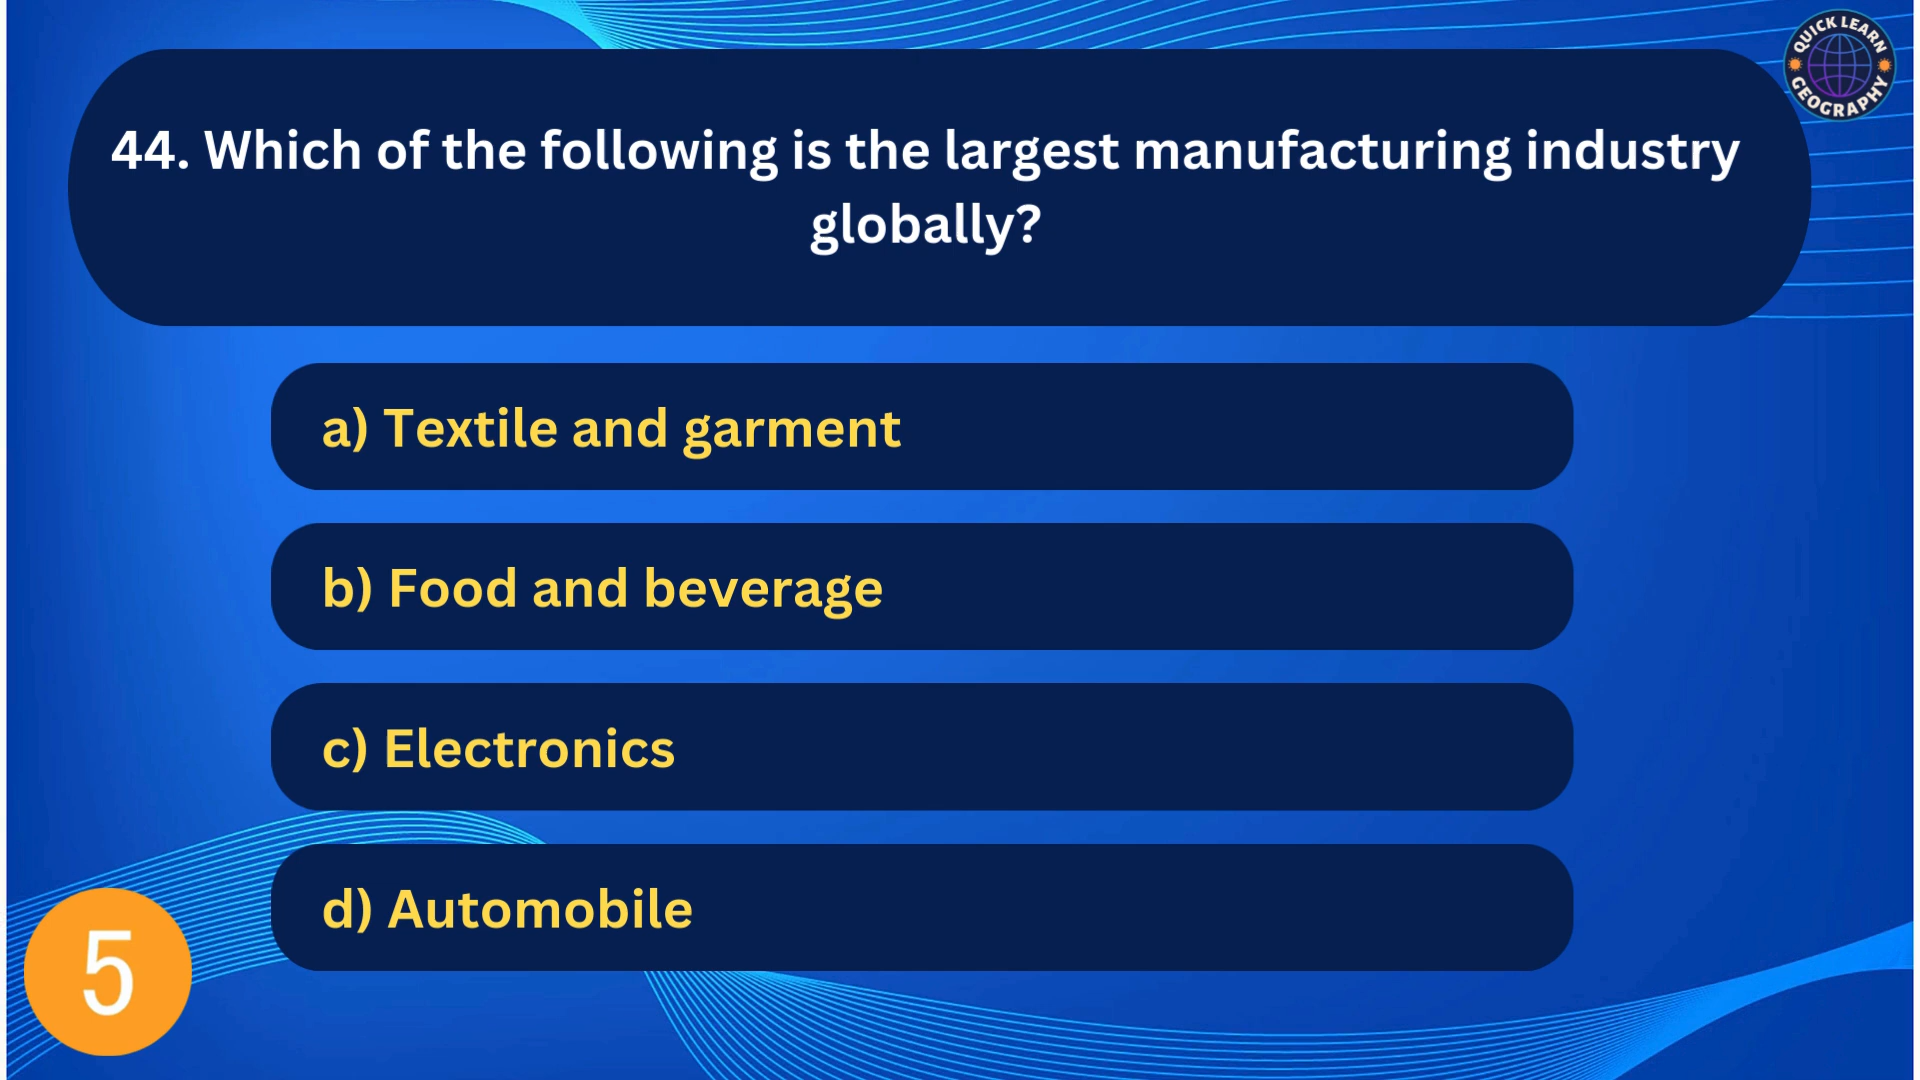 QUICK LEARN
GEOGRAPHY
44. Which of the following is the largest manufacturing industry
globally?
a) Textile and garment
b) Food and beverage
c) Electronics
d) Automobile
5